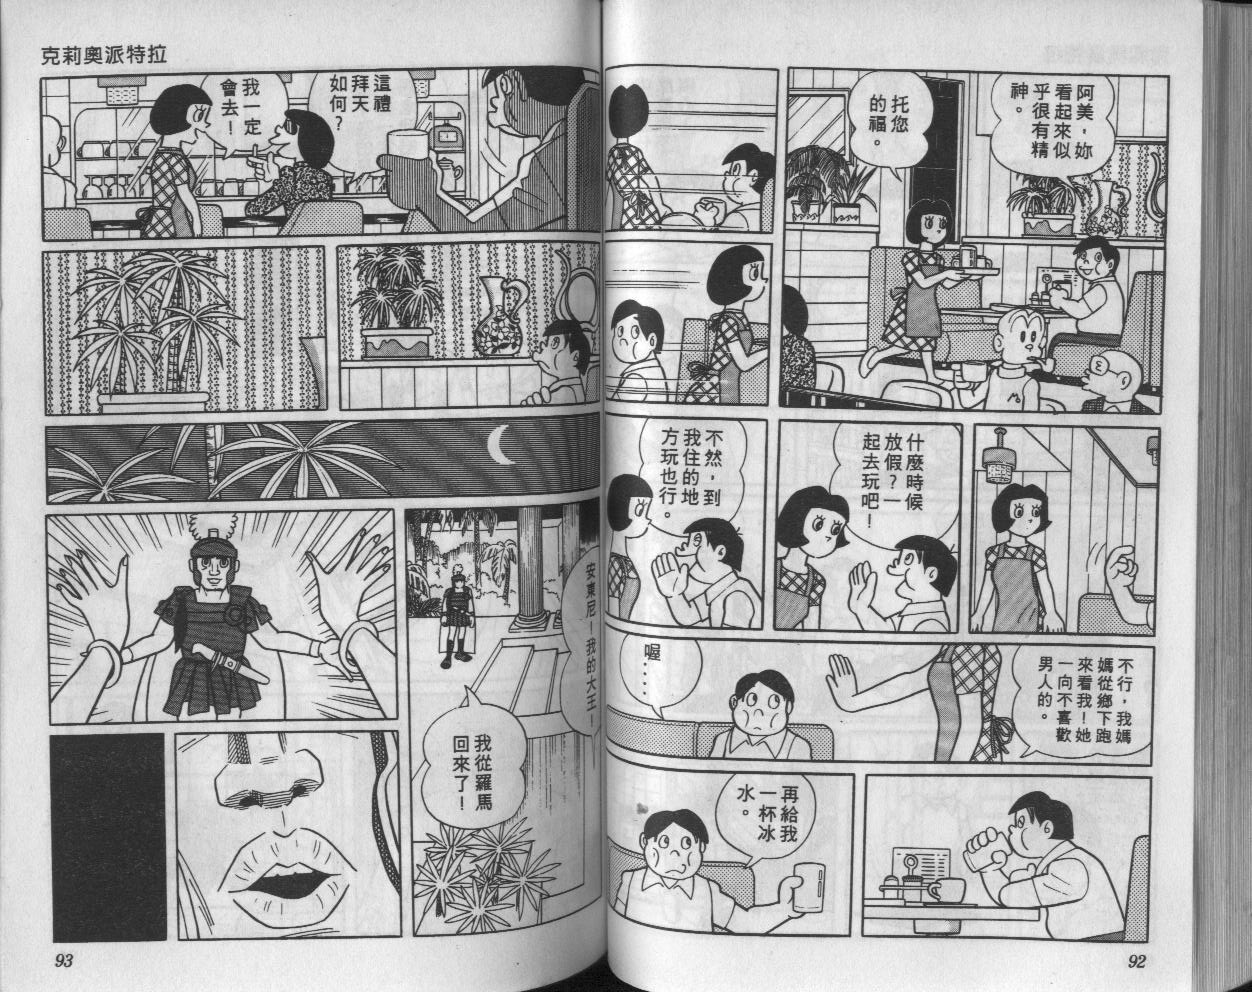 阿美，妳
看起來似
乎很有精
神。
托您
的福。
什麼時候
放假？一
起去玩吧！
不然，到
我住的地
方玩也行。
不行，我媽
媽從鄉下跑
來看我！她
一向不喜歡
男人的。
喔……
再給我
一杯冰
水。
92
克莉奧派特拉
這禮
拜天
如何？
我一定
會去！
安東尼！我的大王！
我從羅馬
回來了！
93